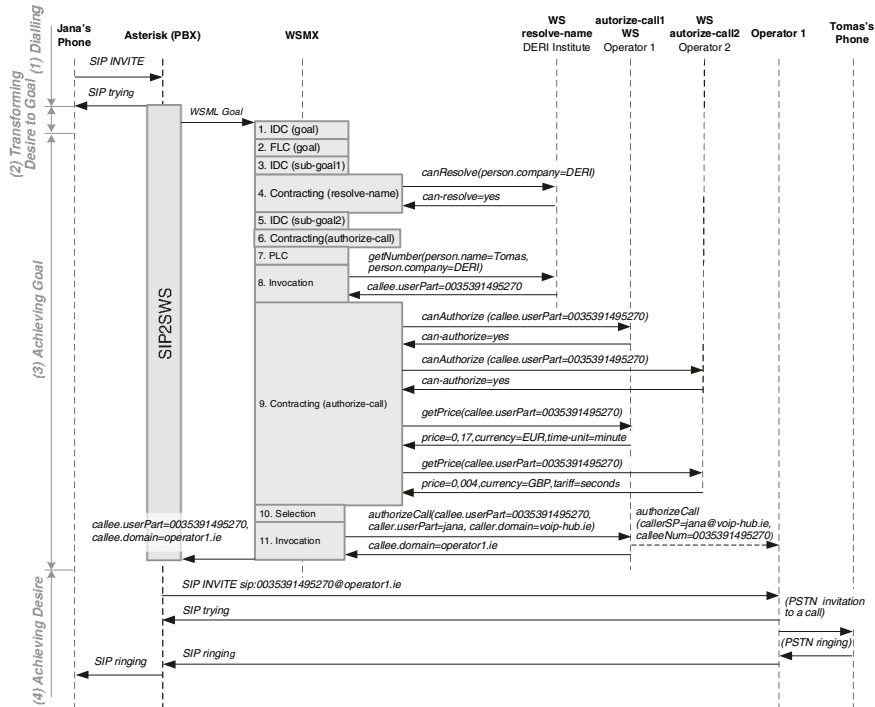 Jana's
Phone
Asterisk (PBX)
WSMX
WS
resolve-name
DERI Institute
autorize-call1
WS
Operator 1
WS
autorize-call2
Operator 2
Operator 1
Tomas's
Phone
(1) Dialling
SIP INVITE
SIP trying
(2) Transforming
Desire to Goal
WSML Goal
(3) Achieving Goal
SIP2SWS
1. IDC (goal)
2. FLC (goal)
3. IDC (sub-goal1)
4. Contracting (resolve-name)
canResolve(person.company=DERI)
can-resolve=yes
5. IDC (sub-goal2)
6. Contracting(authorize-call)
7. PLC
8. Invocation
getNumber(person.name=Tomas,
person.company=DERI)
callee.userPart=0035391495270
9. Contracting (authorize-call)
canAuthorize (callee.userPart=0035391495270)
can-authorize=yes
canAuthorize (callee.userPart=0035391495270)
can-authorize=yes
getPrice(callee.userPart=0035391495270)
price=0,17,currency=EUR,time-unit=minute
getPrice(callee.userPart=0035391495270)
price=0,004,currency=GBP,tariff=seconds
10. Selection
11. Invocation
authorizeCall(callee.userPart=0035391495270,
caller.userPart=jana, caller.domain=voip-hub.ie)
callee.domain=operator1.ie
authorizeCall
(callerSP=jana@voip-hub.ie,
calleeNum=0035391495270)
callee.userPart=0035391495270,
callee.domain=operator1.ie
(4) Achieving Desire
SIP INVITE sip:0035391495270@operator1.ie
SIP trying
(PSTN invitation
to a call)
(PSTN ringing)
SIP ringing
SIP ringing